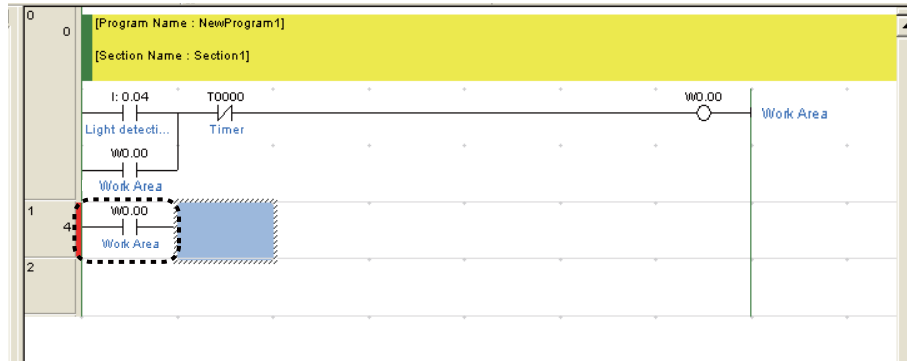 0
0
[Program Name : NewProgram1]
[Section Name : Section1]
I: 0.04 T0000 W0.00
Work Area
Light detecti... Timer
W0.00
Work Area
1
W0.00
4
Work Area
2